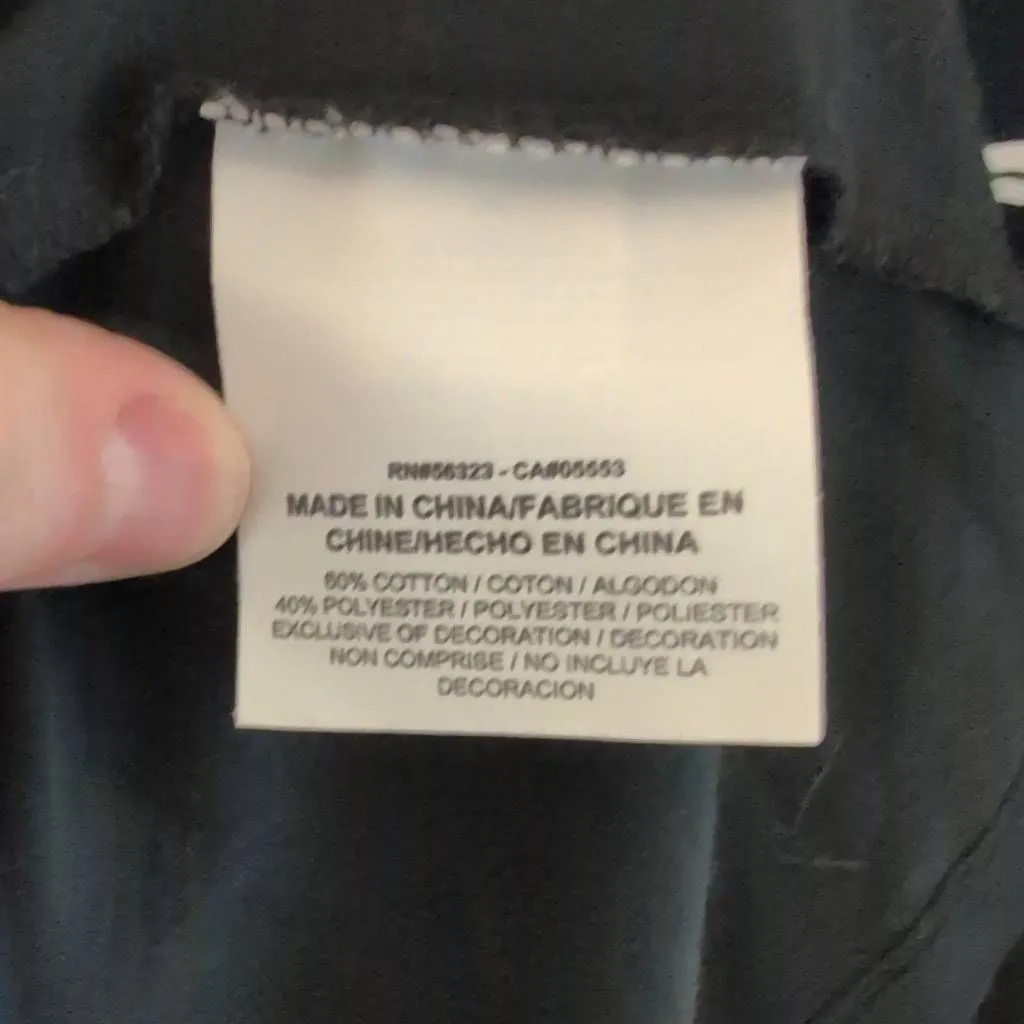 RN#56323 - CA#05553
MADE IN CHINA/FABRIQUE EN
CHINE/HECHO EN CHINA
60% COTTON / COTON / ALGODON
40% POLYESTER / POLYESTER / POLIESTER
EXCLUSIVE OF DECORATION / DECORATION
NON COMPRISE / NO INCLUYE LA
DECORACION